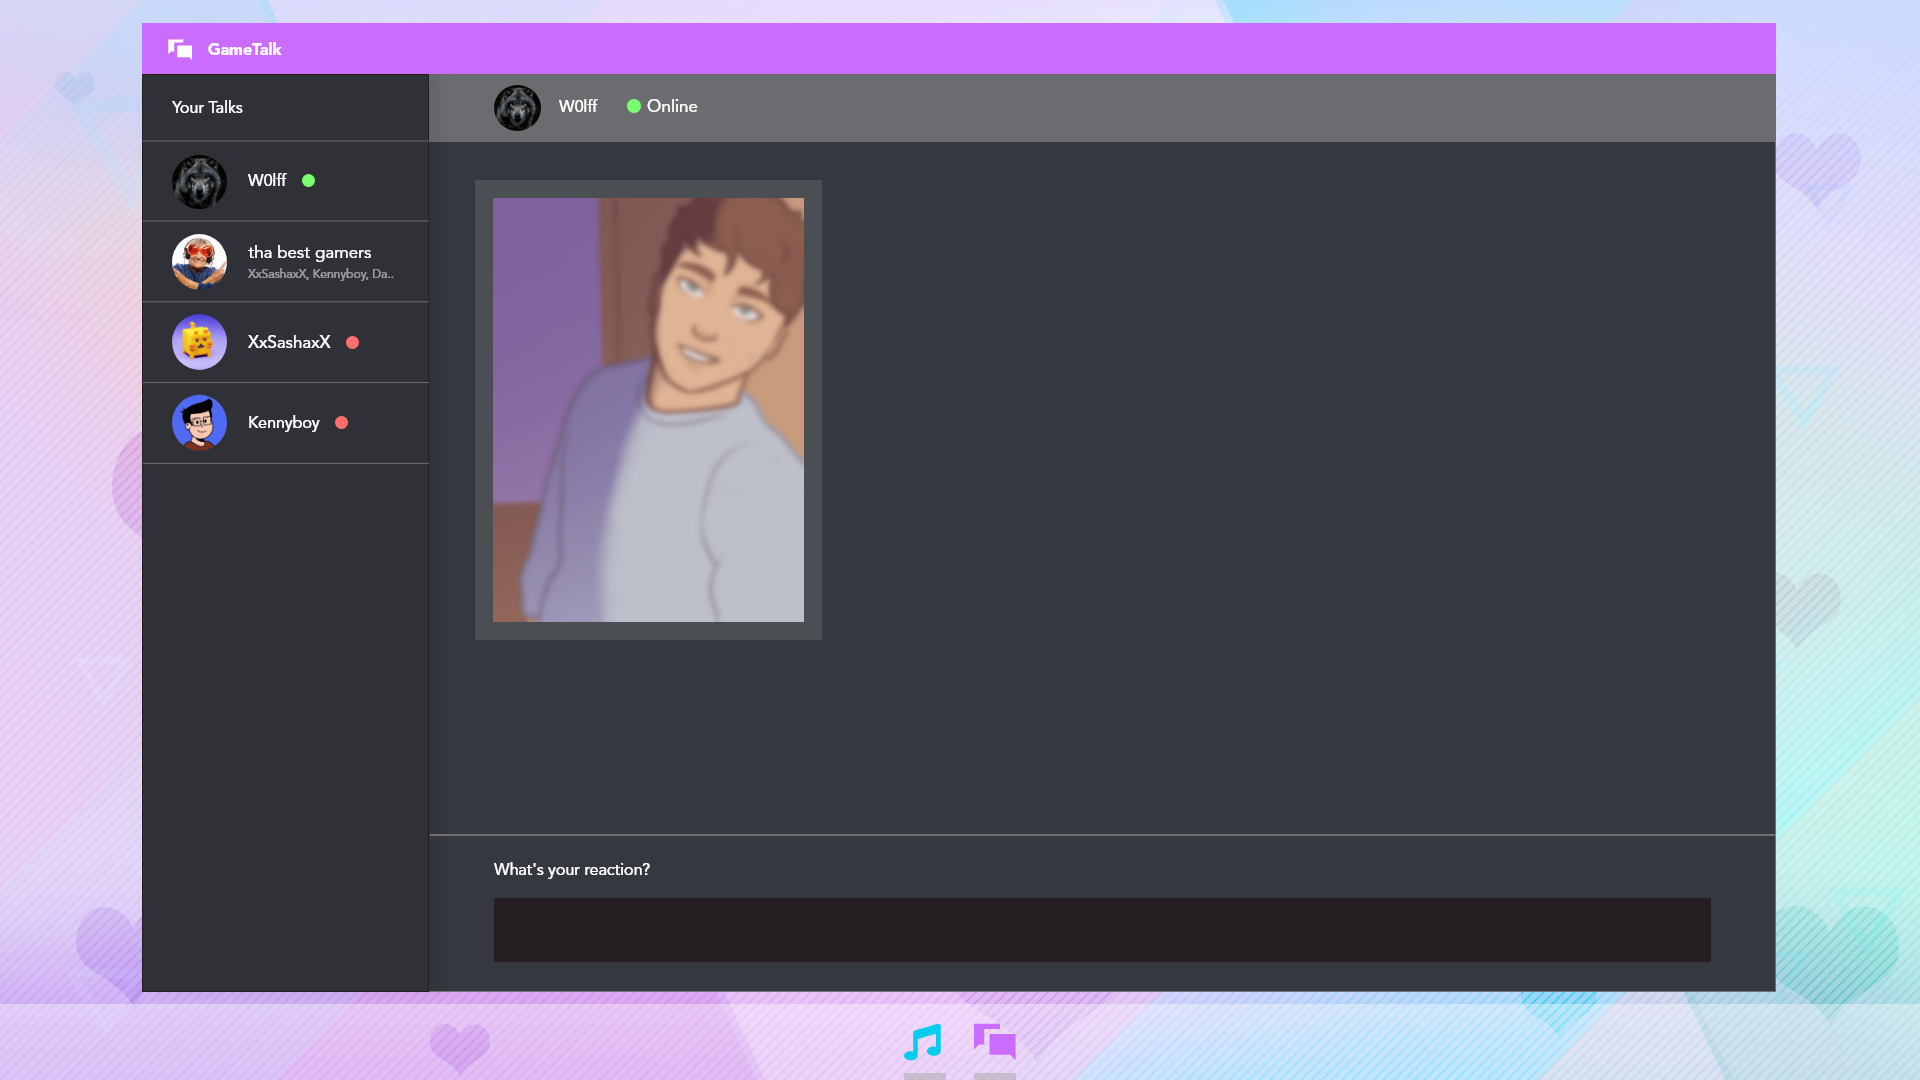 GameTalk
Your Talks
W0lff
tha best gamers
XxSashaxX, Kennyboy, Da..
XxSashaxX
Kennyboy
W0lff
Online
What's your reaction?